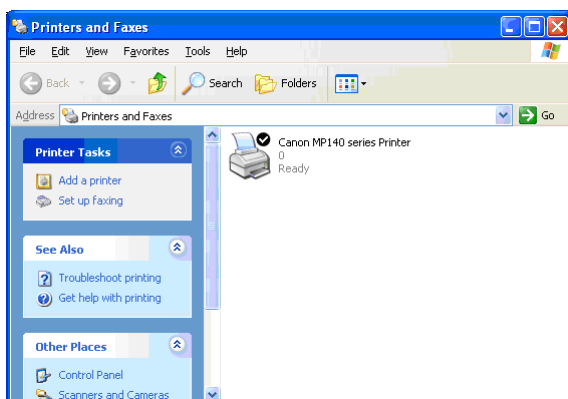 Printers and Faxes
File Edit View Favorites Tools Help
Back Search Folders
Address Printers and Faxes Go
Printer Tasks
Add a printer
Set up faxing
See Also
Troubleshoot printing
Get help with printing
Other Places
Control Panel
Scanners and Cameras
Canon MP140 series Printer
0
Ready